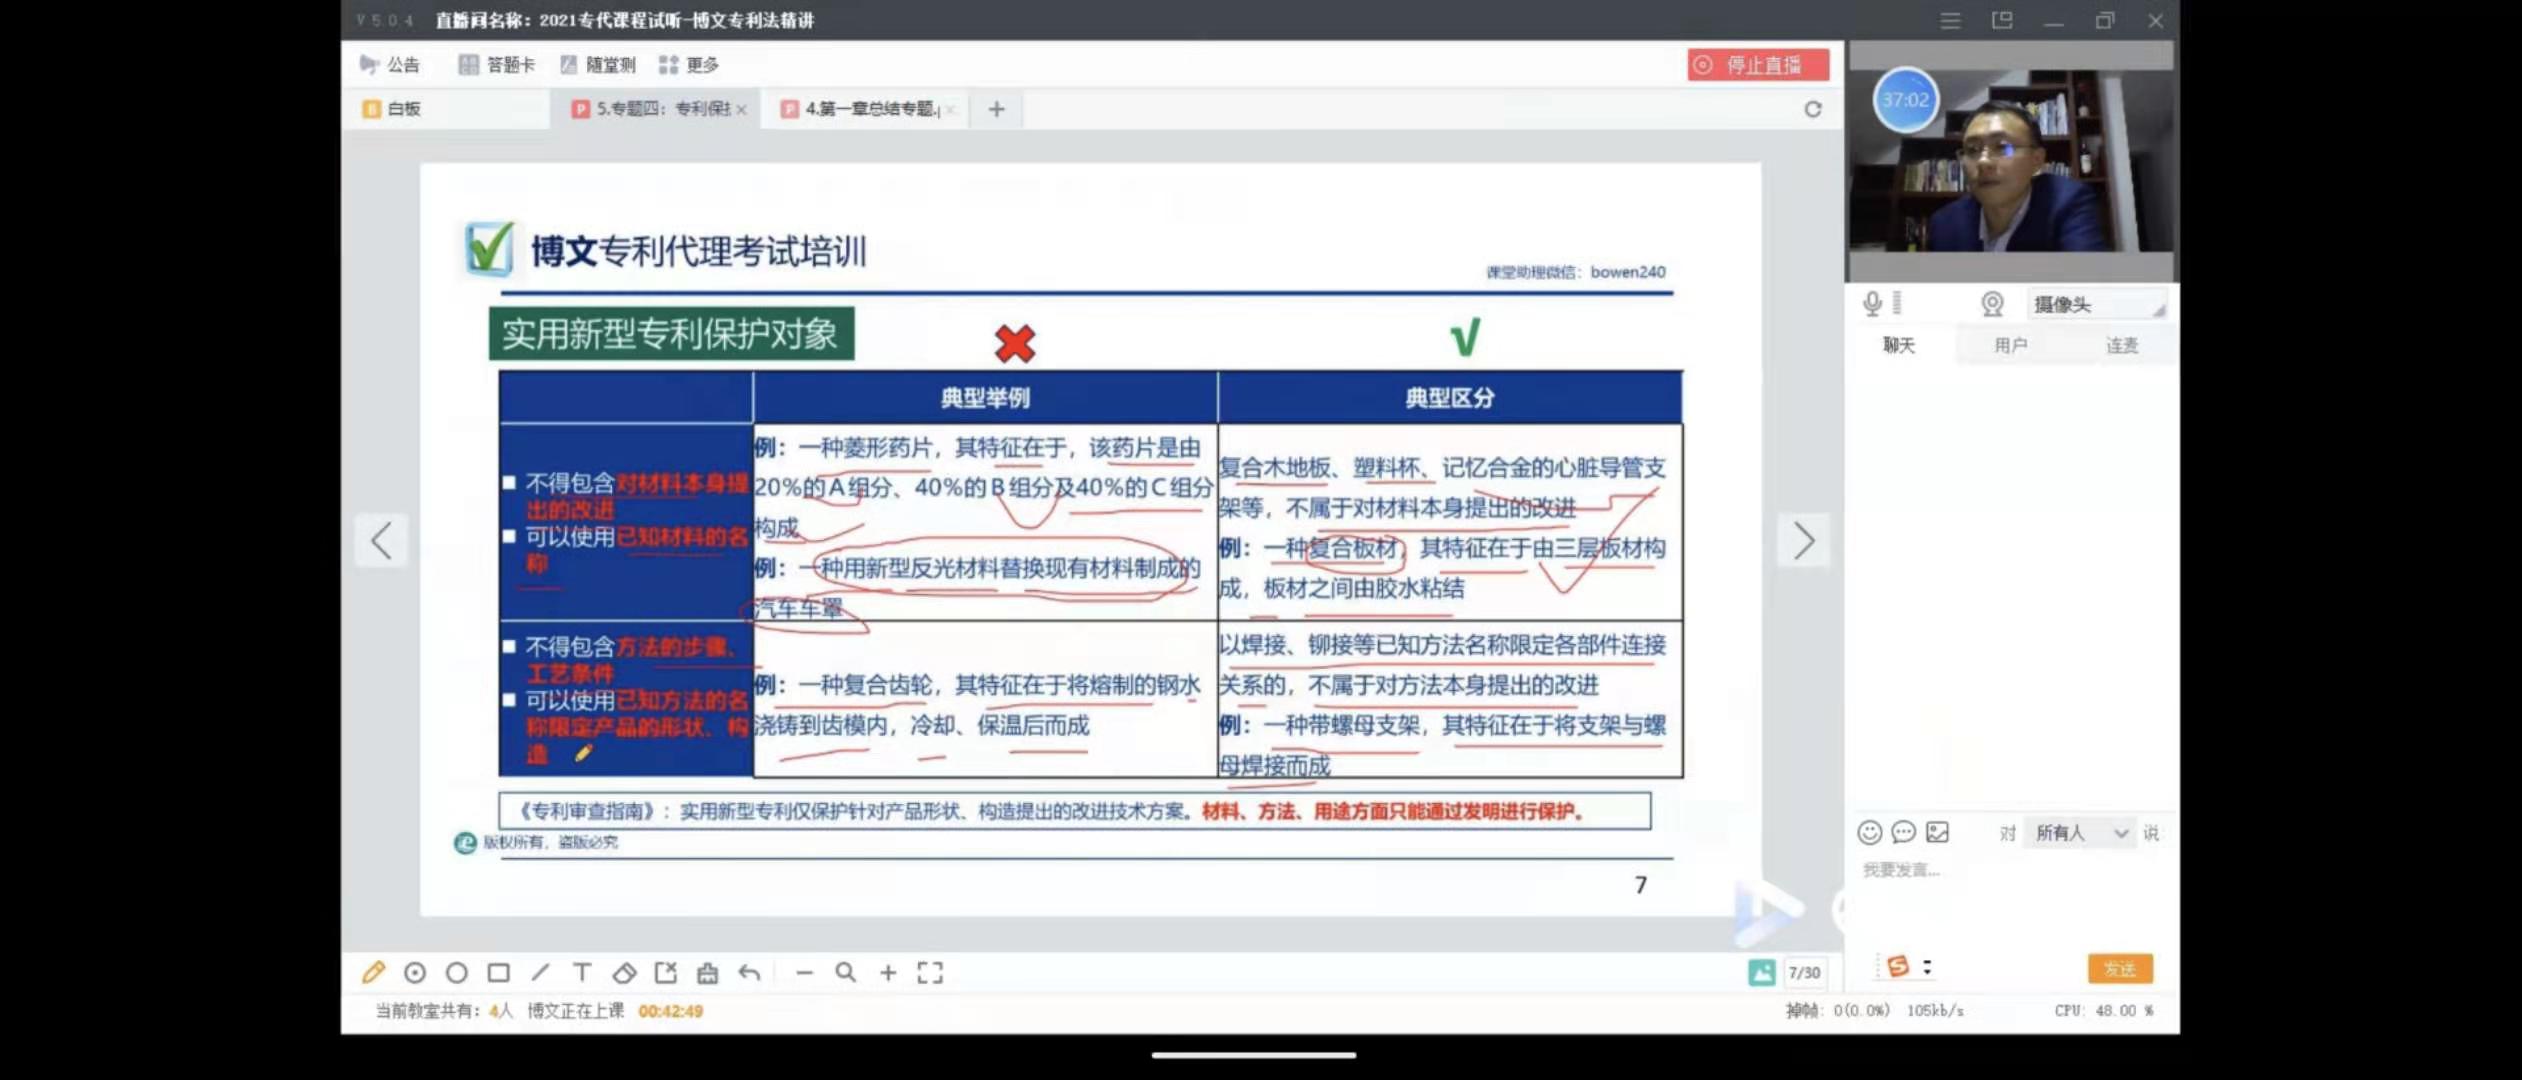 V 5.0.4 直播间名称：2021专代课程试听-博文专利法精讲
公告 答题卡 随堂测 更多
停止直播
白板 5.专题四：专利保 4.第一章总结专题.
37:02
博文专利代理考试培训
课堂助理微信：bowen240
实用新型专利保护对象
典型举例 典型区分
不得包含对材料本身提
出的改进
可以使用已知材料的名
称
例：一种菱形药片，其特征在于，该药片是由
20%的A组分、40%的B组分及40%的C组分
构成
例：一种用新型反光材料替换现有材料制成的
汽车车罩
复合木地板、塑料杯、记忆合金的心脏导管支
架等，不属于对材料本身提出的改进
例：一种复合板材，其特征在于由三层板材构
成，板材之间由胶水粘结
不得包含方法的步骤、
工艺条件
可以使用已知方法的名
称限定产品的形状、构
造
例：一种复合齿轮，其特征在于将熔制的钢水
浇铸到齿模内，冷却、保温后而成
以焊接、铆接等已知方法名称限定各部件连接
关系的，不属于对方法本身提出的改进
例：一种带螺母支架，其特征在于将支架与螺
母焊接而成
《专利审查指南》：实用新型专利仅保护针对产品形状、构造提出的改进技术方案。材料、方法、用途方面只能通过发明进行保护。
版权所有，盗版必究
7
摄像头
聊天 用户 连麦
对 所有人 说
我要发言...
发送
7/30
当前教室共有：4人 博文正在上课 00:42:49
掉帧：0(0.0%) 105kb/s CPU: 48.00 %